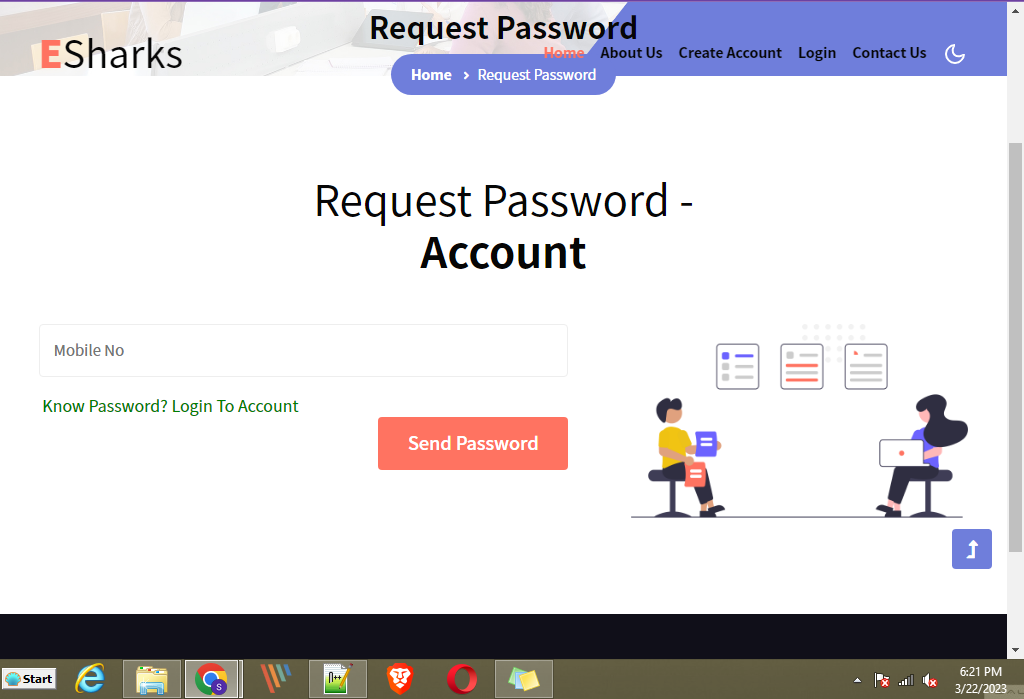 Request Password
ESharks
Home About Us Create Account Login Contact Us
Home > Request Password
Request Password -
Account
Mobile No
Know Password? Login To Account
Send Password
Start
6:21 PM
3/22/2023